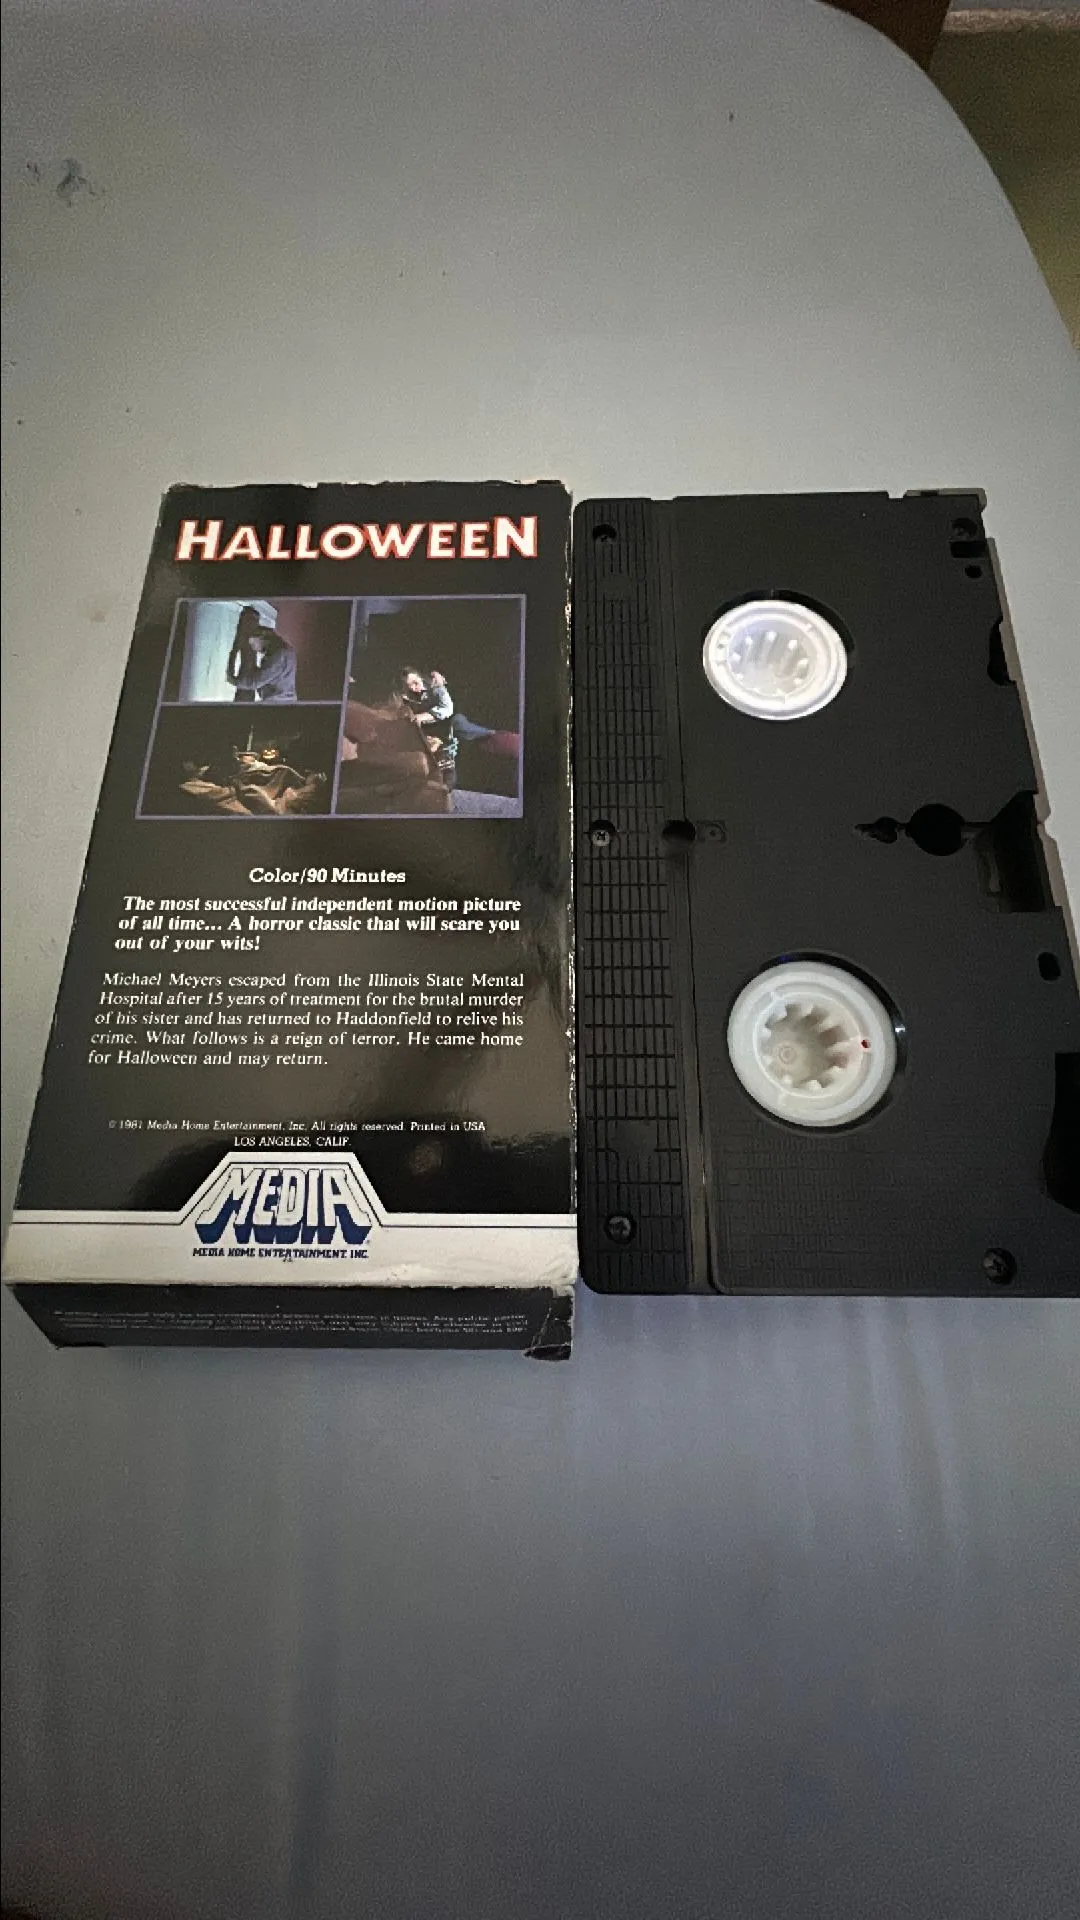 HALLOWEEN
Color/90 Minutes
The most successful independent motion picture
of all time... A horror classic that will scare you
out of your wits!
Michael Meyers escaped from the Illinois State Mental
Hospital after 15 years of treatment for the brutal murder
of his sister and has returned to Haddonfield to relive his
crime. What follows is a reign of terror. He came home
for Halloween and may return.
© 1981 Media Home Entertainment, Inc. All rights reserved. Printed in USA
LOS ANGELES, CALIF.
MEDIA
MEDIA HOME ENTERTAINMENT, INC.